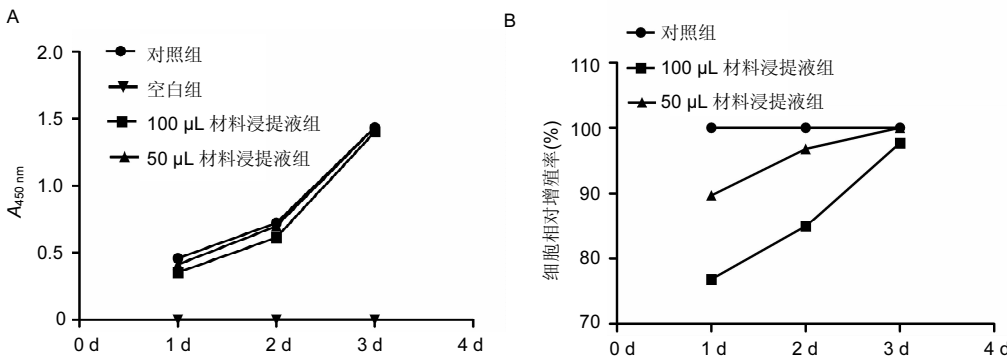 A
2.0
1.5
1.0
0.5
0
A450 nm
对照组
空白组
100 μL 材料浸提液组
50 μL 材料浸提液组
0 d
1 d
2 d
3 d
4 d
B
对照组
100 μL 材料浸提液组
50 μL 材料浸提液组
110
100
90
80
70
细胞相对增殖率(%)
0 d
1 d
2 d
3 d
4 d